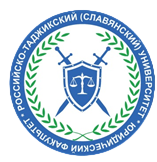 РОССИЙСКО-ТАДЖИКСКИЙ (СЛАВЯНСКИЙ) УНИВЕРСИТЕТ
* ЮРИДИЧЕСКИЙ ФАКУЛЬТЕТ *